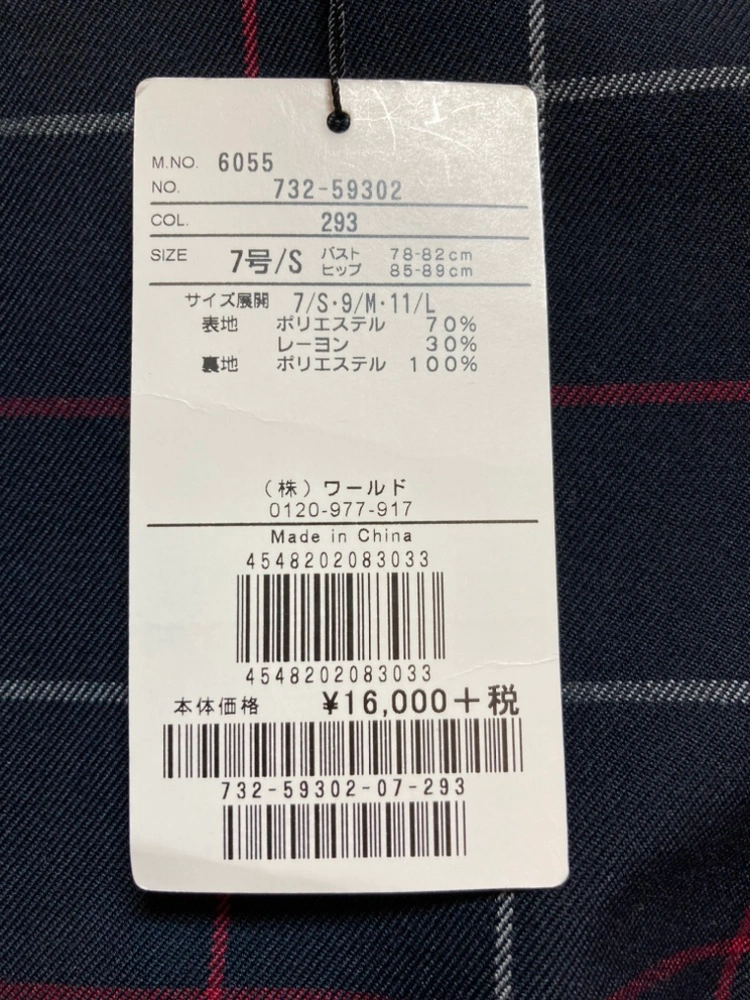 M.NO. 6055
NO. 732-59302
COL. 293
SIZE 7号/S バスト 78-82cm
ヒップ 85-89cm
サイズ展開 7/S・9/M・11/L
表地 ポリエステル 70%
レーヨン 30%
裏地 ポリエステル 100%
（株）ワールド
0120-977-917
Made in China
4548202083033
4548202083033
本体価格 ¥16,000+税
732-59302-07-293